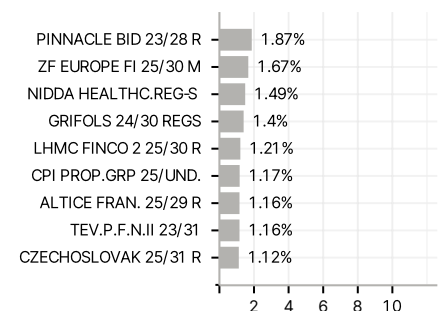 PINNACLE BID 23/28 R 1.87%
ZF EUROPE FI 25/30 M 1.67%
NIDDA HEALTHC.REG-S 1.49%
GRIFOLS 24/30 REGS 1.4%
LHMC FINCO 2 25/30 R 1.21%
CPI PROP.GRP 25/UND. 1.17%
ALTICE FRAN. 25/29 R 1.16%
TEV.P.F.N.II 23/31 1.16%
CZECHOSLOVAK 25/31 R 1.12%
2 4 6 8 10